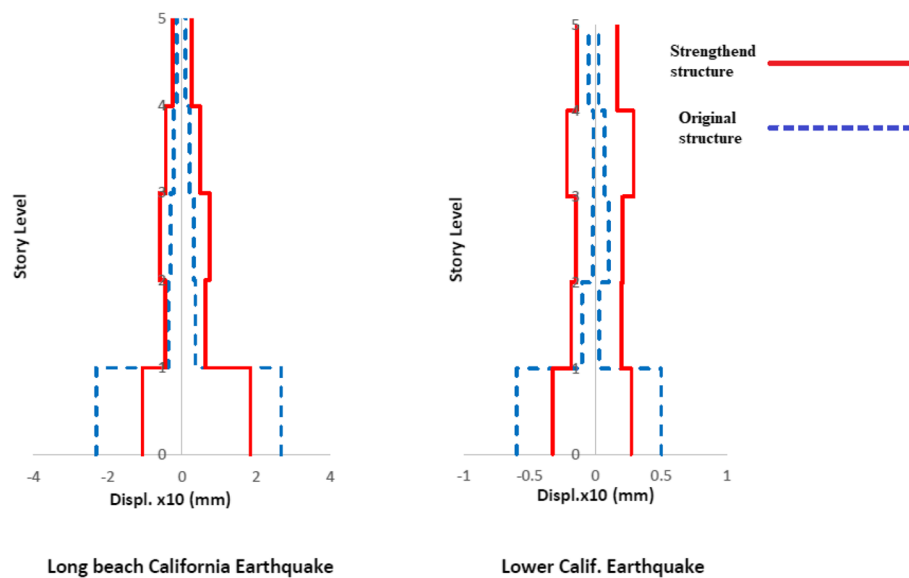 5
4
3
2
1
0
Story Level
-4
-2
0
2
4
Displ. x10 (mm)
Long beach California Earthquake
5
4
3
2
1
0
Story Level
-1
-0.5
0
0.5
1
Displ.x10 (mm)
Lower Calif. Earthquake
Strengthend
structure
Original
structure